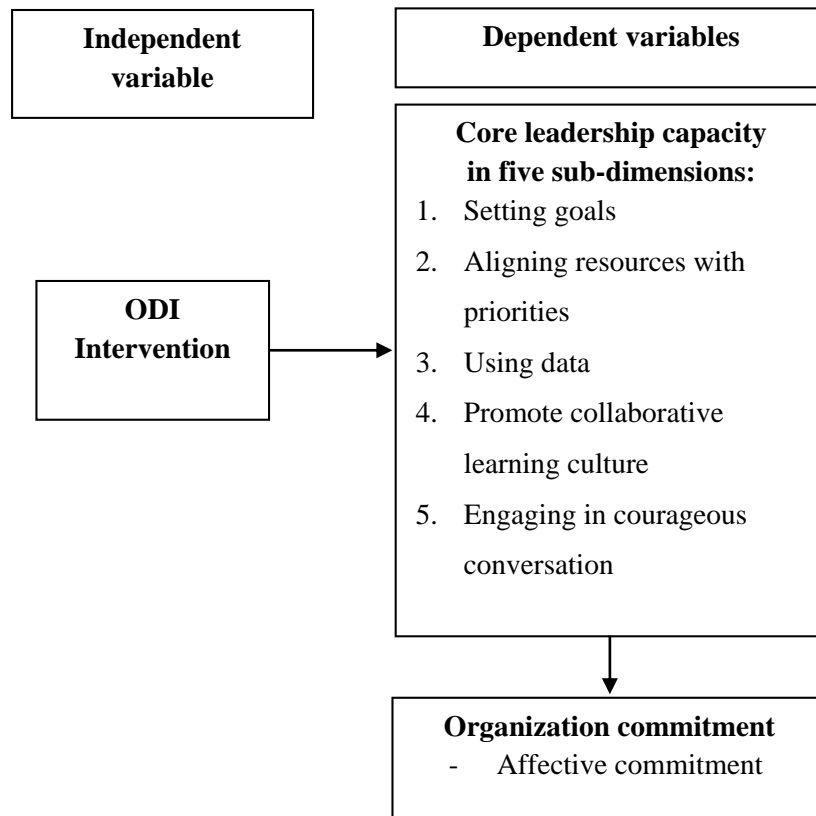 Independent
variable
Dependent variables
Core leadership capacity
in five sub-dimensions:
1. Setting goals
2. Aligning resources with
priorities
3. Using data
4. Promote collaborative
learning culture
5. Engaging in courageous
conversation
ODI
Intervention
Organization commitment
- Affective commitment